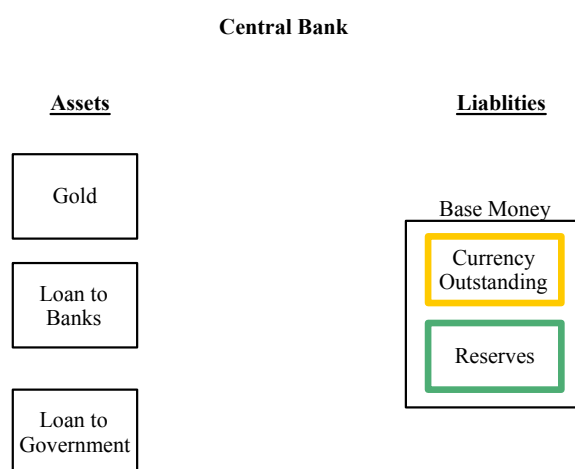 Central Bank
Assets
Liablities
Gold
Base Money
Currency
Outstanding
Loan to
Banks
Reserves
Loan to
Government